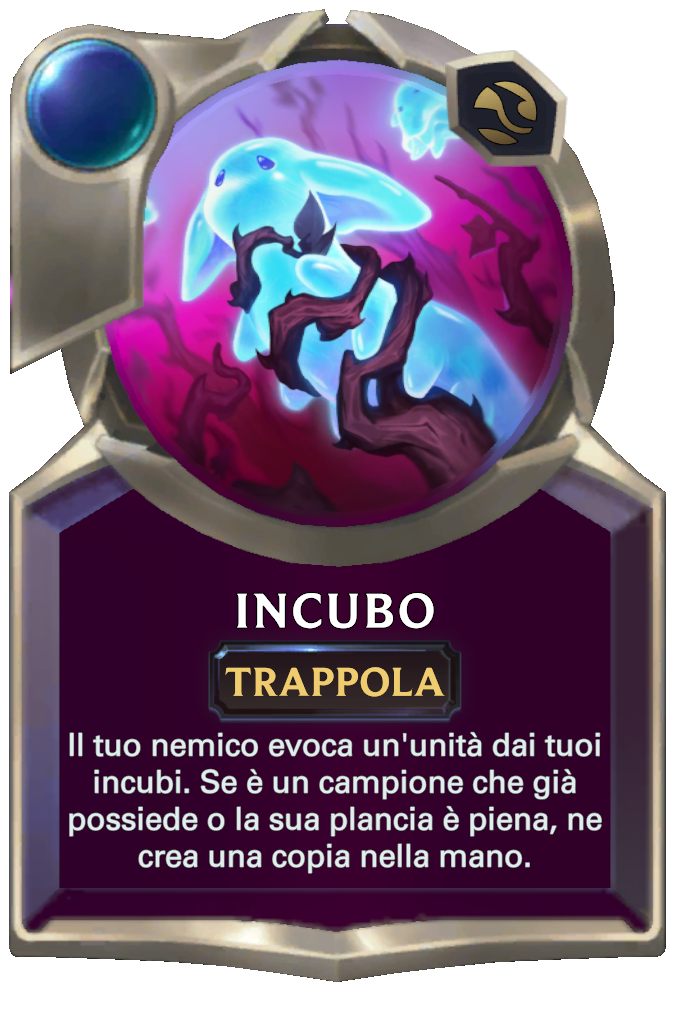 INCUBO
TRAPPOLA
Il tuo nemico evoca un'unità dai tuoi
incubi. Se è un campione che già
possiede o la sua plancia è piena, ne
crea una copia nella mano.